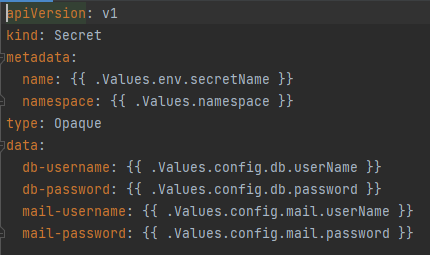 apiVersion: v1
kind: Secret
metadata:
  name: {{ .Values.env.secretName }}
  namespace: {{ .Values.namespace }}
type: Opaque
data:
  db-username: {{ .Values.config.db.userName }}
  db-password: {{ .Values.config.db.password }}
  mail-username: {{ .Values.config.mail.userName }}
  mail-password: {{ .Values.config.mail.password }}